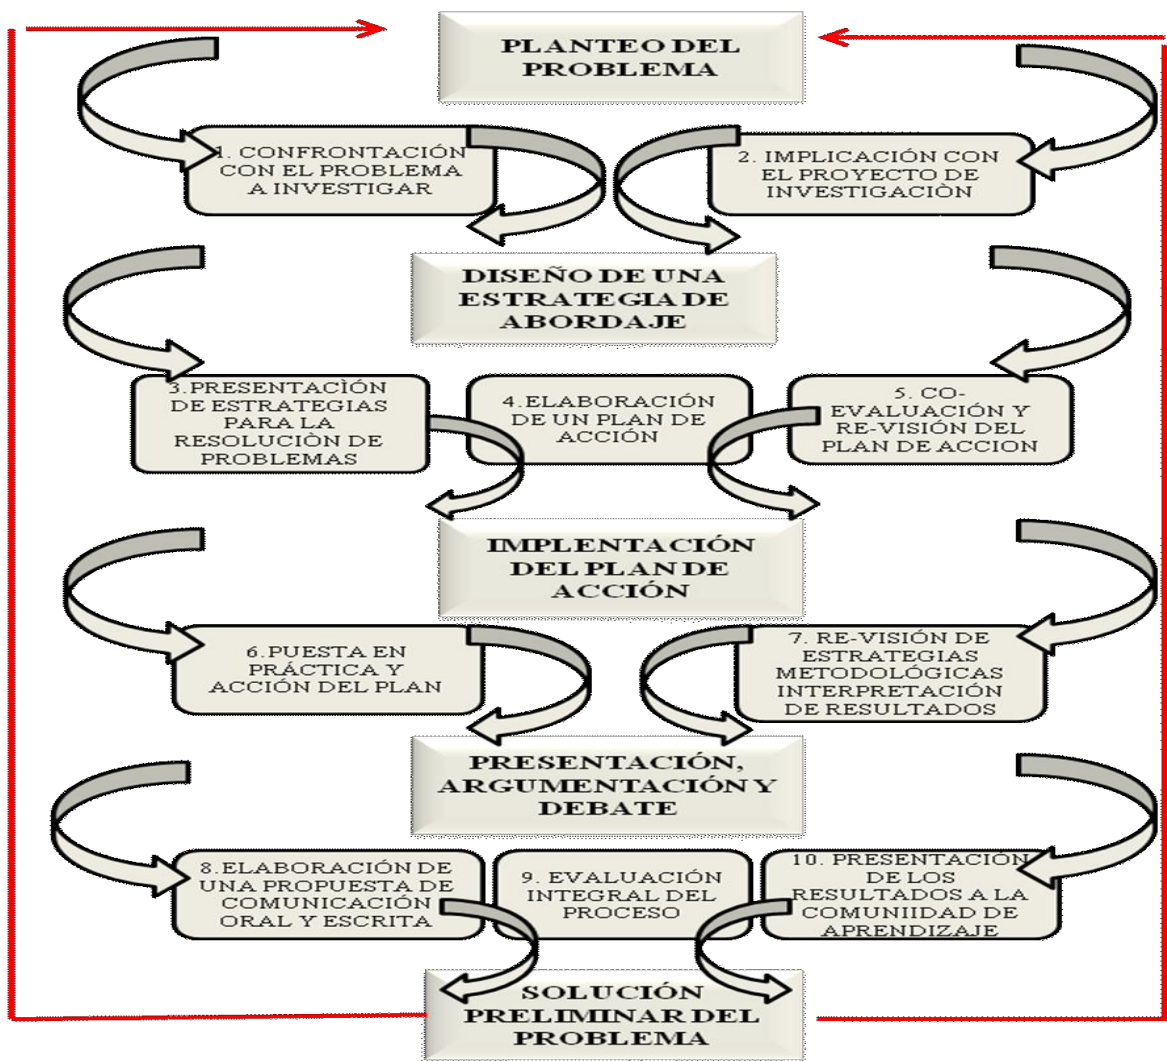 PLANTEO DEL
PROBLEMA
1. CONFRONTACIÓN
CON EL PROBLEMA
A INVESTIGAR
2. IMPLICACIÓN CON
EL PROYECTO DE
INVESTIGACIÒN
DISEÑO DE UNA
ESTRATEGIA DE
ABORDAJE
3.PRESENTACÌÓN
DE ESTRATEGIAS
PARA LA
RESOLUCIÒN DE
PROBLEMAS
4.ELABORACIÓN
DE UN PLAN DE
ACCIÓN
5. CO-
EVALUACIÓN Y
RE-VISIÓN DEL
PLAN DE ACCION
IMPLENTACIÓN
DEL PLAN DE
ACCIÓN
6.PUESTA EN
PRÁCTICA Y
ACCIÓN DEL PLAN
7. RE-VISIÓN DE
ESTRATEGIAS
METODOLÓGICAS
INTERPRETACIÓN
DE RESULTADOS
PRESENTACIÓN,
ARGUMENTACIÓN Y
DEBATE
8.ELABORACIÓN DE
UNA PROPUESTA DE
COMUNICACIÓN
ORAL Y ESCRITA
9. EVALUACIÓN
INTEGRAL DEL
PROCESO
10. PRESENTACIÓN
DE LOS
RESULTADOS A LA
COMUNIIDAD DE
APRENDIZAJE
SOLUCIÓN
PRELIMINAR DEL
PROBLEMA